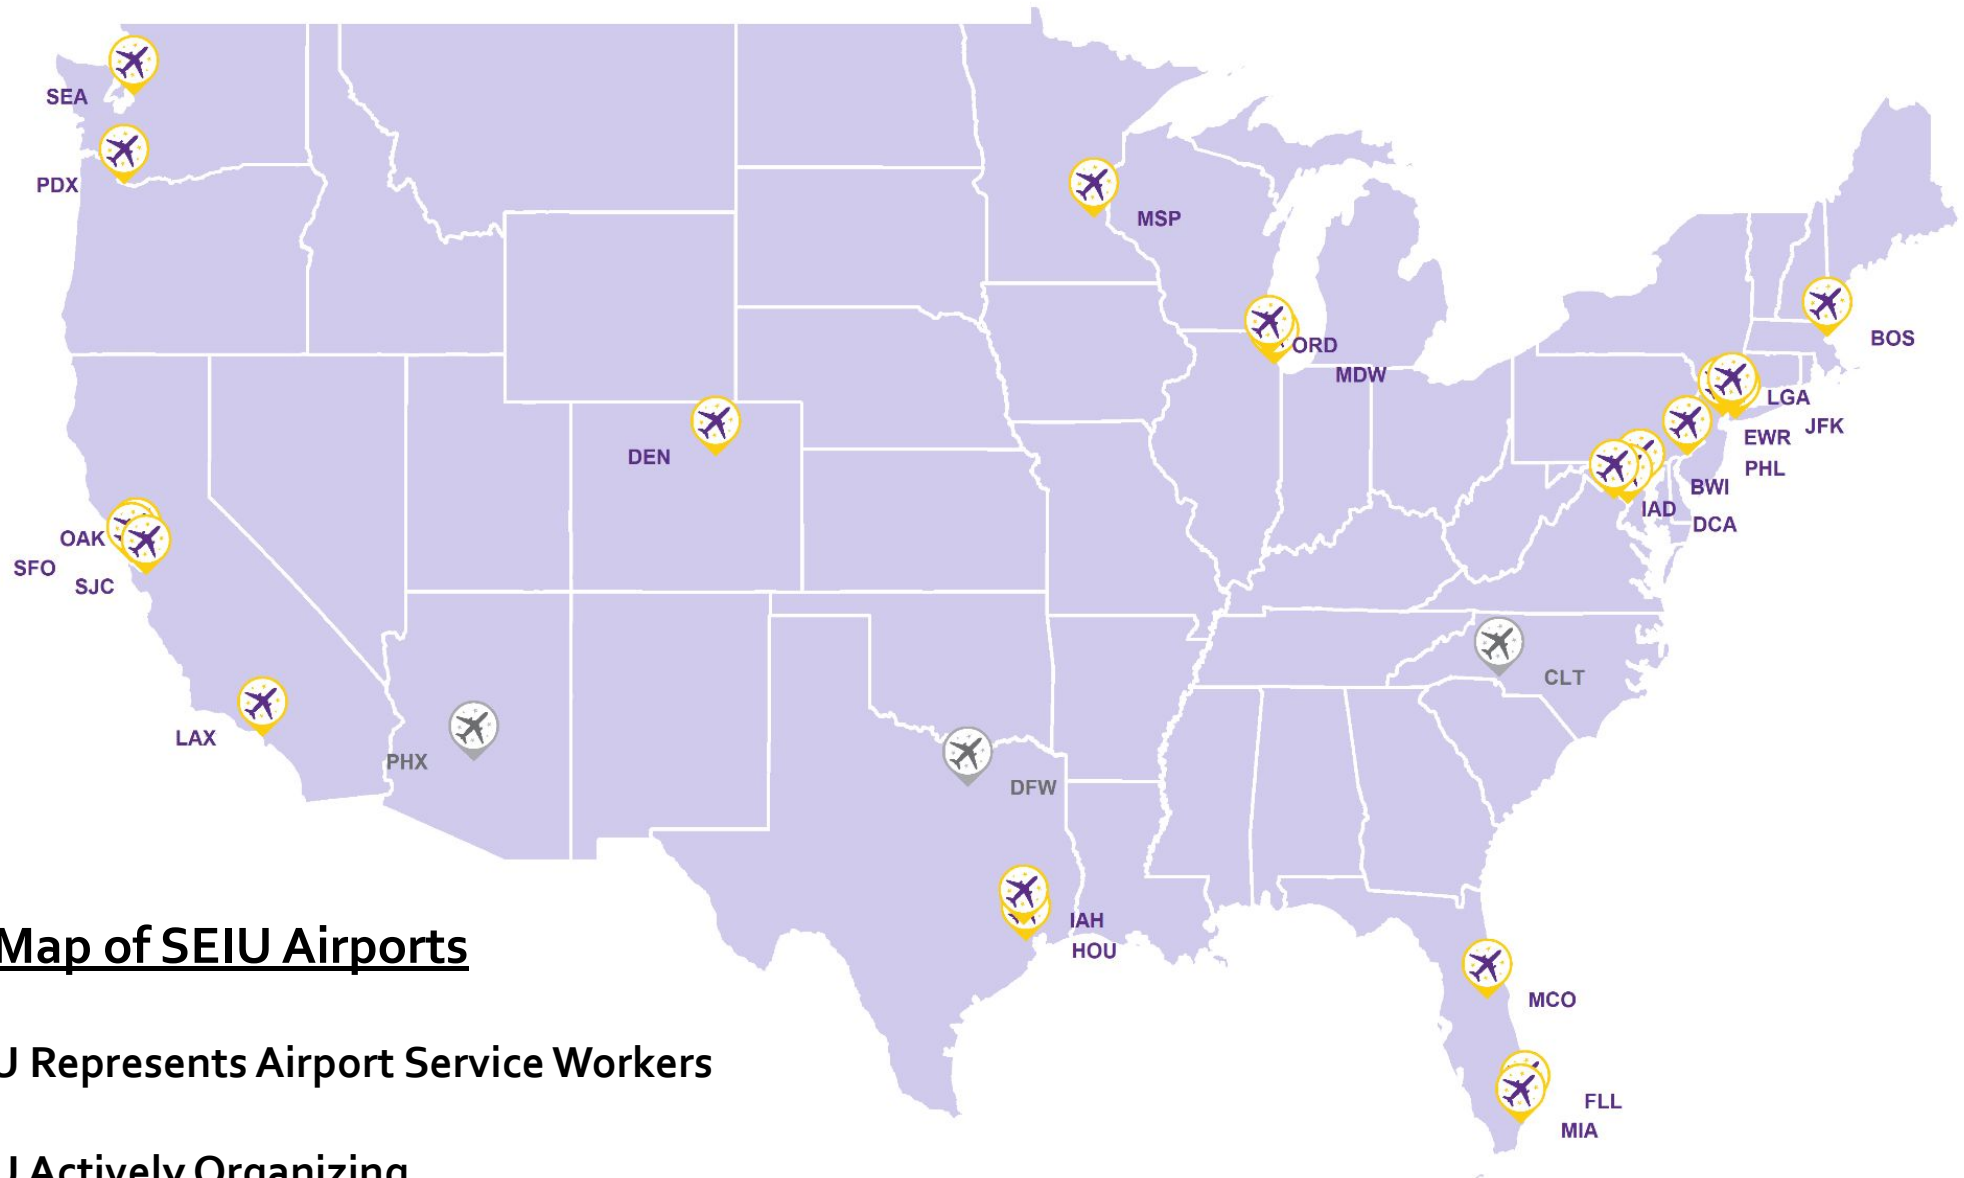 SEA
PDX
MSP
BOS
ORD
MDW
LGA
JFK
EWR
PHL
DEN
BWI
IAD
DCA
OAK
SFO
SJC
CLT
LAX
PHX
DFW
IAH
HOU
Map of SEIU Airports
MCO
U Represents Airport Service Workers
FLL
MIA
U Actively Organizing